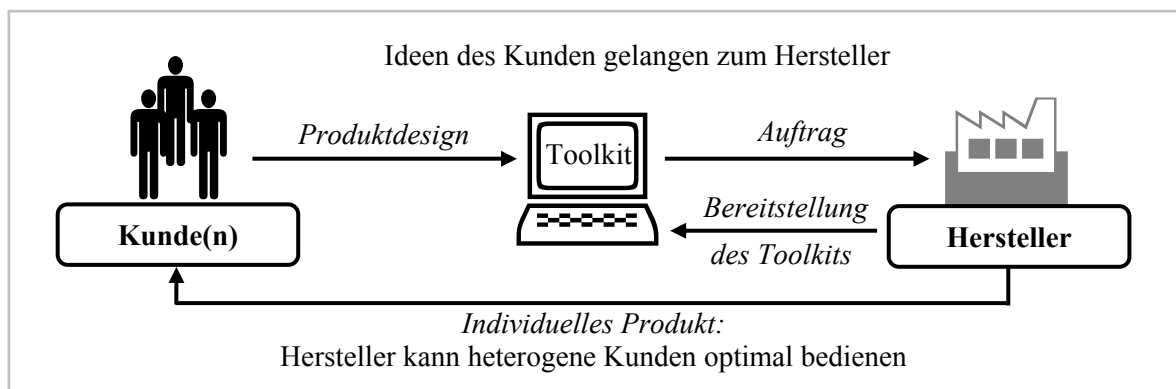 Ideen des Kunden gelangen zum Hersteller
Produktdesign
Toolkit
Auftrag
Bereitstellung
des Toolkits
Kunde(n)
Hersteller
Individuelles Produkt:
Hersteller kann heterogene Kunden optimal bedienen